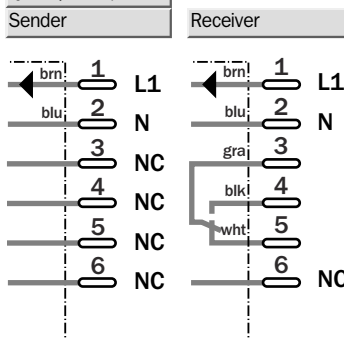 Sender
Receiver
brn 1 L1
blu 2 N
3 NC
4 NC
5 NC
6 NC
brn 1 L1
blu 2 N
gra 3
blk 4
wht 5
6 NC